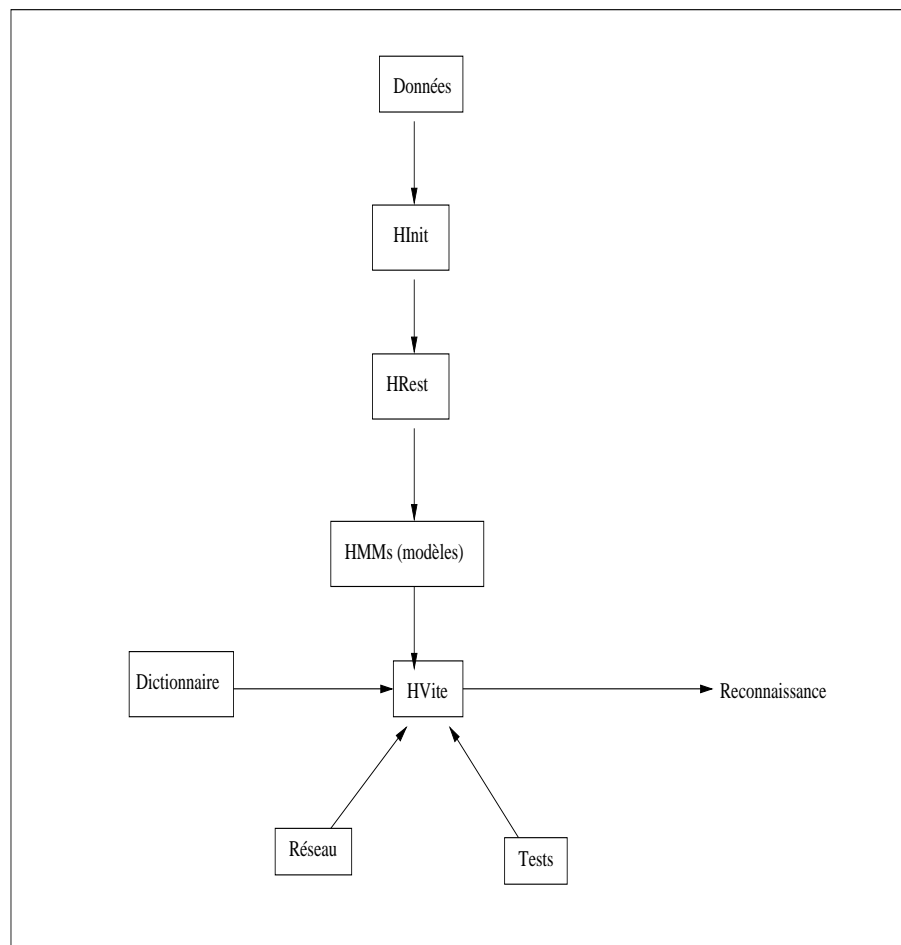 Données
HInit
HRest
HMMs (modèles)
Dictionnaire
HVite
Reconnaissance
Réseau
Tests